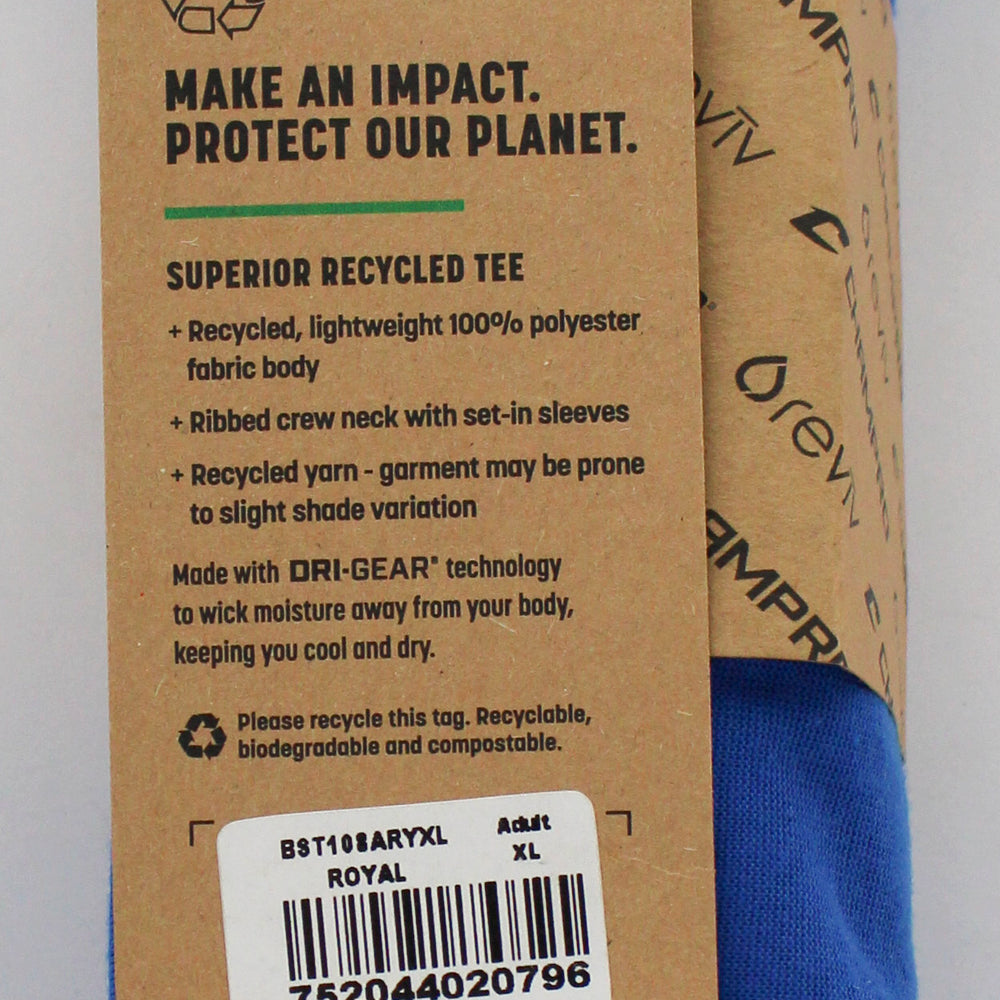 MAKE AN IMPACT.
PROTECT OUR PLANET.
SUPERIOR RECYCLED TEE
+ Recycled, lightweight 100% polyester
fabric body
+ Ribbed crew neck with set-in sleeves
+ Recycled yarn - garment may be prone
to slight shade variation
Made with DRI-GEAR® technology
to wick moisture away from your body,
keeping you cool and dry.
Please recycle this tag. Recyclable,
biodegradable and compostable.
BST108ARYXL Adult
ROYAL XL
752044020796
reviv
CHAMPRO